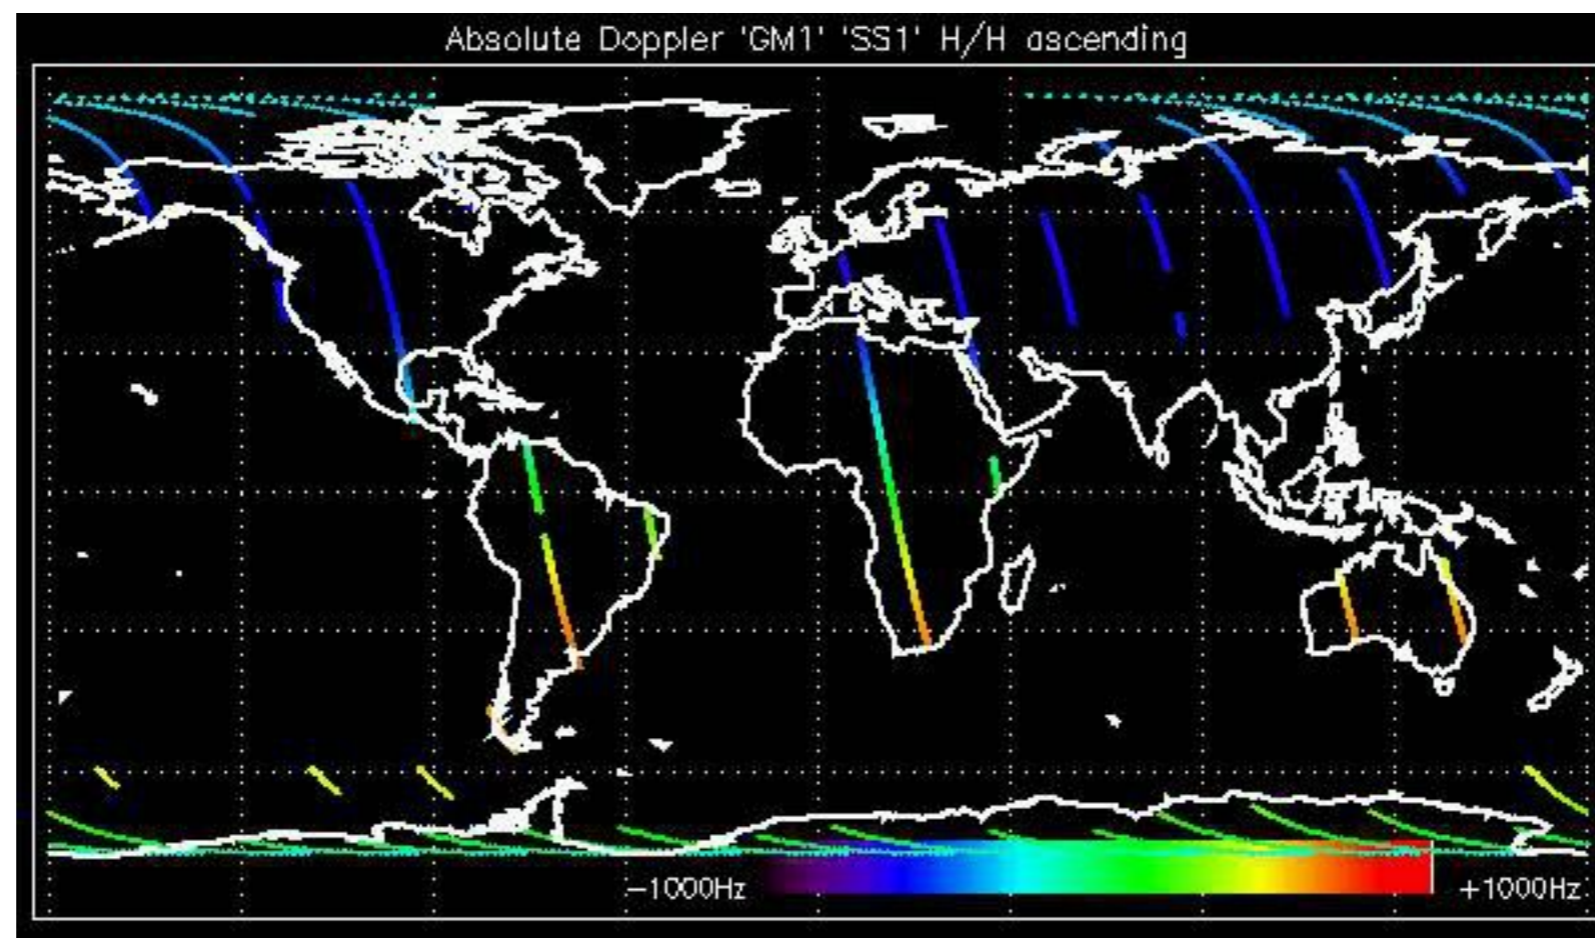 Absolute Doppler 'GM1' 'SS1' H/H ascending
−1000Hz
+1000Hz